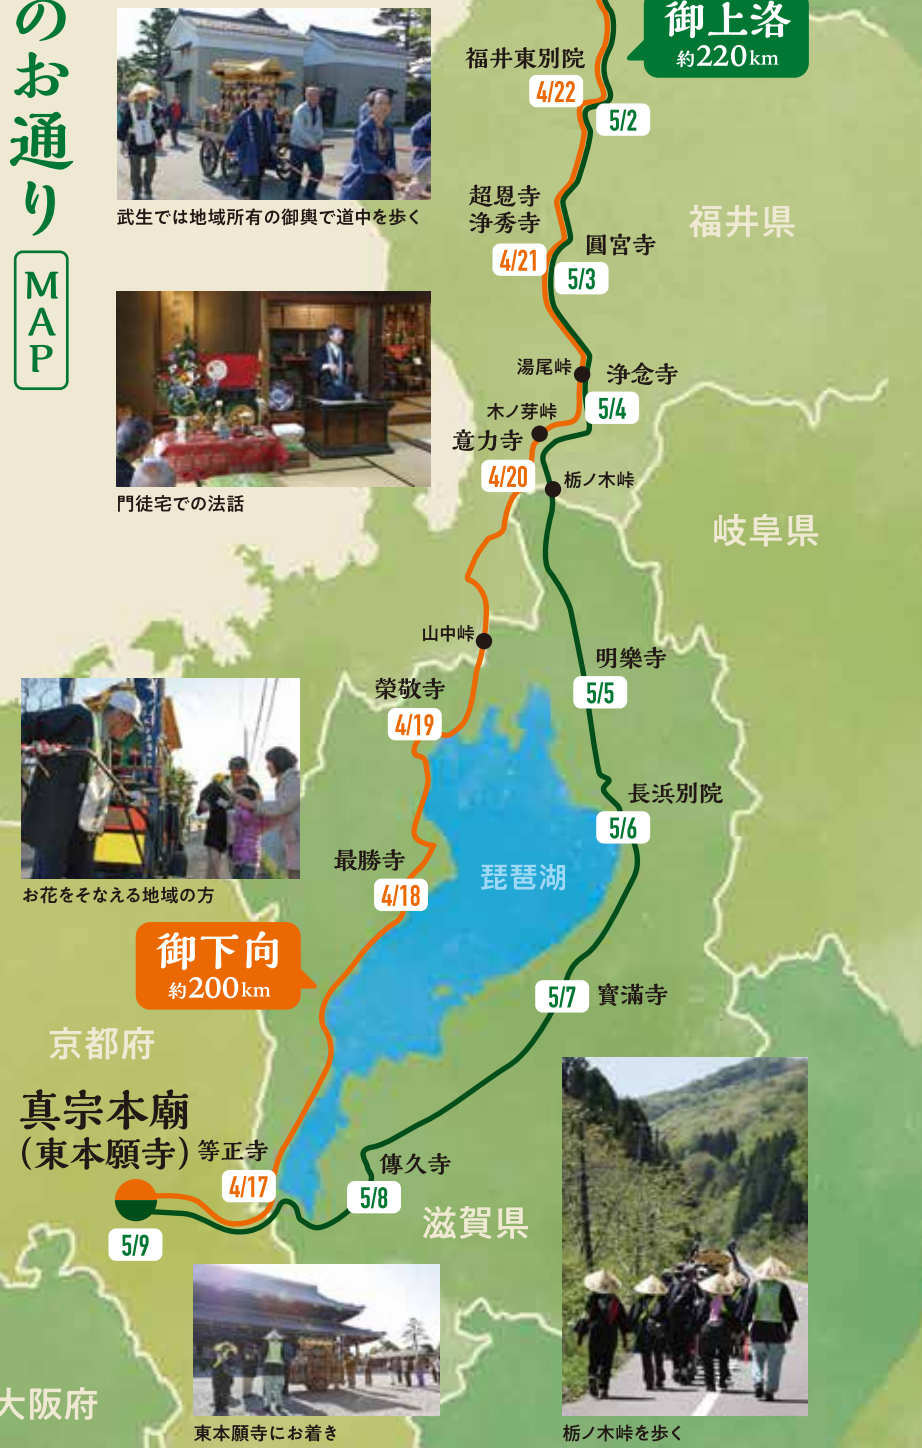 のお通り
MAP
御上洛
約220km
福井東別院
4/22
5/2
武生では地域所有の御輿で道中を歩く
超恩寺
浄秀寺
4/21
福井県
圓宮寺
5/3
湯尾峠
浄念寺
5/4
木ノ芽峠
意力寺
4/20
栃ノ木峠
門徒宅での法話
岐阜県
山中峠
明樂寺
5/5
榮敬寺
4/19
長浜別院
5/6
最勝寺
4/18
琵琶湖
お花をそなえる地域の方
御下向
約200km
5/7
寳滿寺
京都府
真宗本廟
(東本願寺)
等正寺
4/17
傳久寺
5/8
5/9
滋賀県
大阪府
東本願寺にお着き
栃ノ木峠を歩く